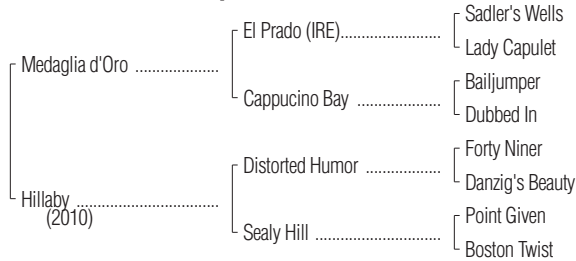 Sadler's Wells
El Prado (IRE)....................
Lady Capulet
Medaglia d'Oro .................
Bailjumper
Cappucino Bay .................
Dubbed In
Forty Niner
Distorted Humor ...............
Danzig's Beauty
Hillaby .............................
(2010)
Point Given
Sealy Hill .........................
Boston Twist